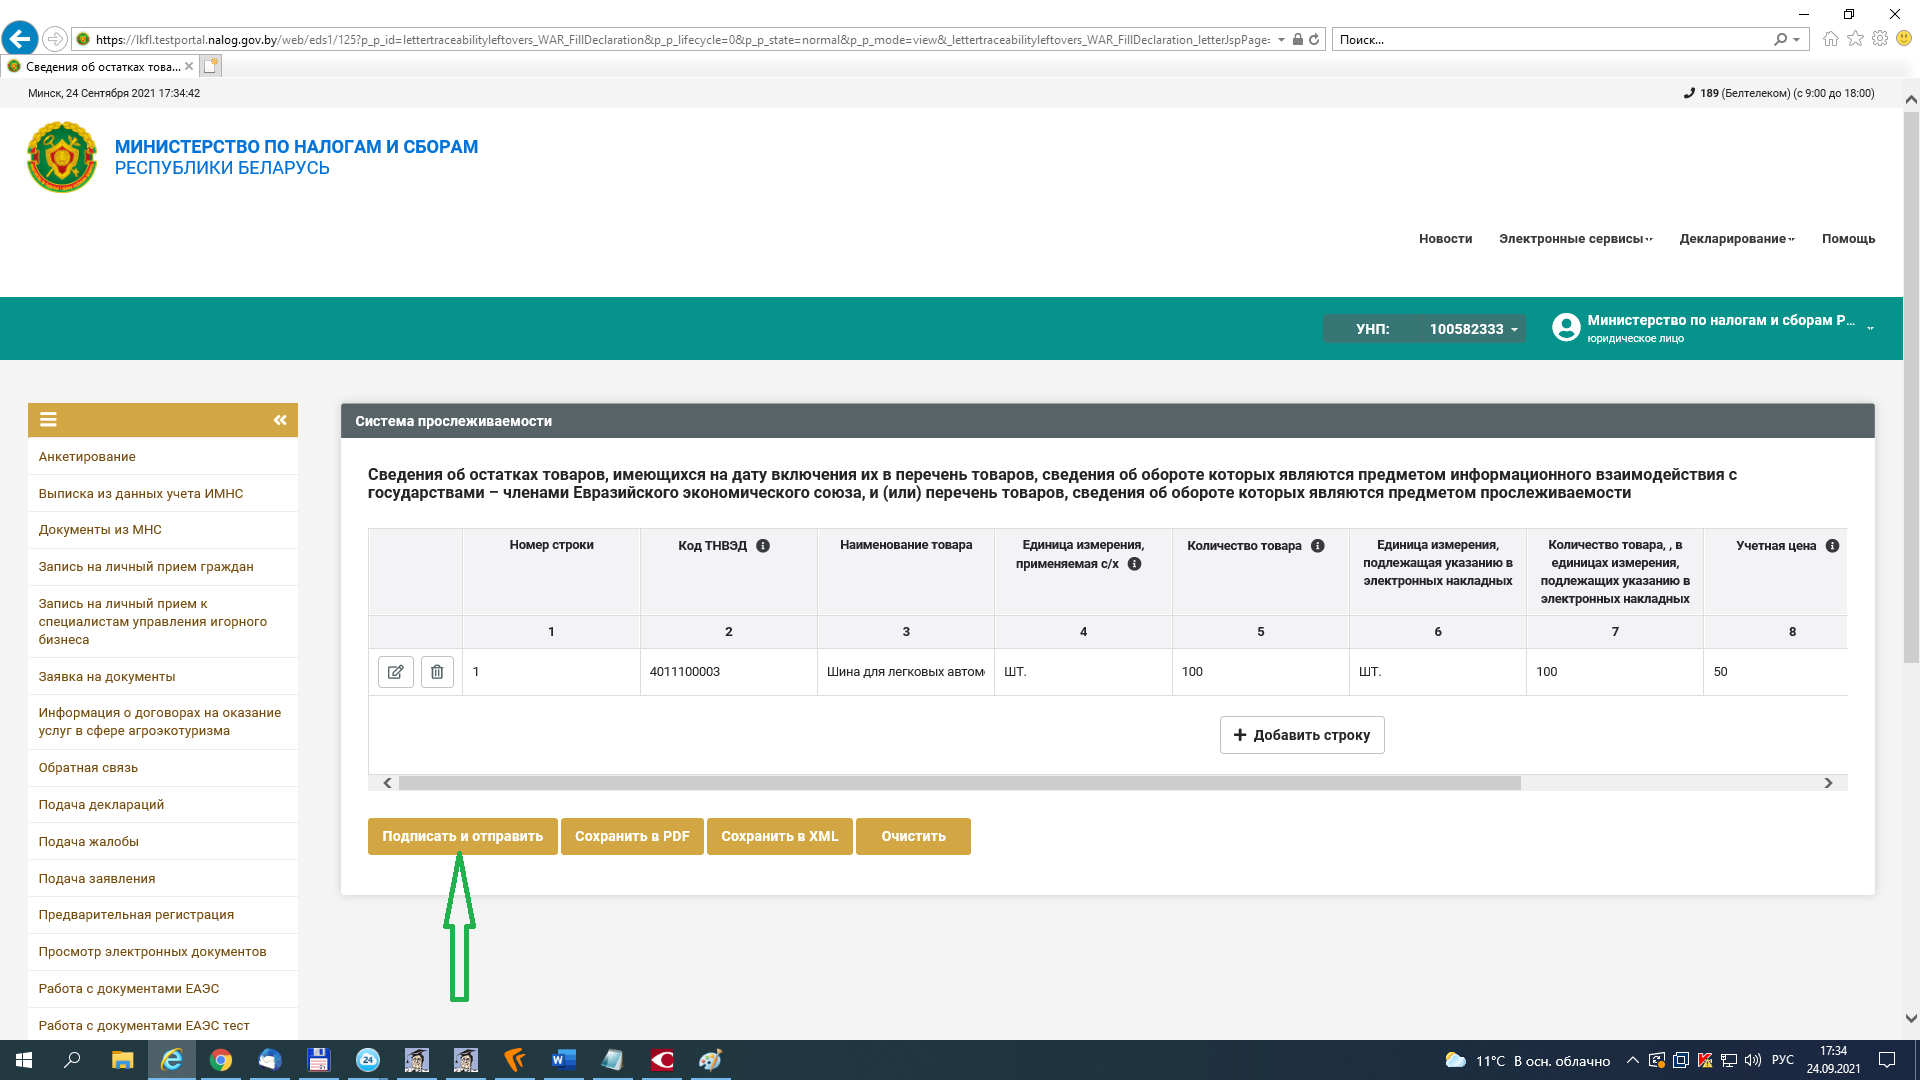 https://lkfl.testportal.nalog.gov.by/web/eds1/125?p_p_id=lettertraceabilityleftovers_WAR_FillDeclaration&p_p_lifecycle=0&p_p_state=normal&p_p_mode=view&_lettertraceabilityleftovers_WAR_FillDeclaration_letterJspPage=
Поиск...
Сведения об остатках това...
Минск, 24 Сентября 2021 17:34:42
189 (Белтелеком) (с 9:00 до 18:00)
МИНИСТЕРСТВО ПО НАЛОГАМ И СБОРАМ
РЕСПУБЛИКИ БЕЛАРУСЬ
Новости Электронные сервисы Декларирование Помощь
УНП: 100582333
Министерство по налогам и сборам Р...
юридическое лицо
Анкетирование
Выписка из данных учета ИМНС
Документы из МНС
Запись на личный прием граждан
Запись на личный прием к
специалистам управления игорного
бизнеса
Заявка на документы
Информация о договорах на оказание
услуг в сфере агроэкотуризма
Обратная связь
Подача деклараций
Подача жалобы
Подача заявления
Предварительная регистрация
Просмотр электронных документов
Работа с документами ЕАЭС
Работа с документами ЕАЭС тест
Система прослеживаемости
Сведения об остатках товаров, имеющихся на дату включения их в перечень товаров, сведения об обороте которых являются предметом информационного взаимодействия с
государствами – членами Евразийского экономического союза, и (или) перечень товаров, сведения об обороте которых являются предметом прослеживаемости
Номер строки
Код ТНВЭД
Наименование товара
Единица измерения,
применяемая с/х
Количество товара
Единица измерения,
подлежащая указанию в
электронных накладных
Количество товара, , в
единицах измерения,
подлежащих указанию в
электронных накладных
Учетная цена
1 2 3 4 5 6 7 8
1 4011100003 Шина для легковых автом ШТ. 100 ШТ. 100 50
Добавить строку
Подписать и отправить Сохранить в PDF Сохранить в XML Очистить
24
11°C В осн. облачно
РУС
17:34
24.09.2021